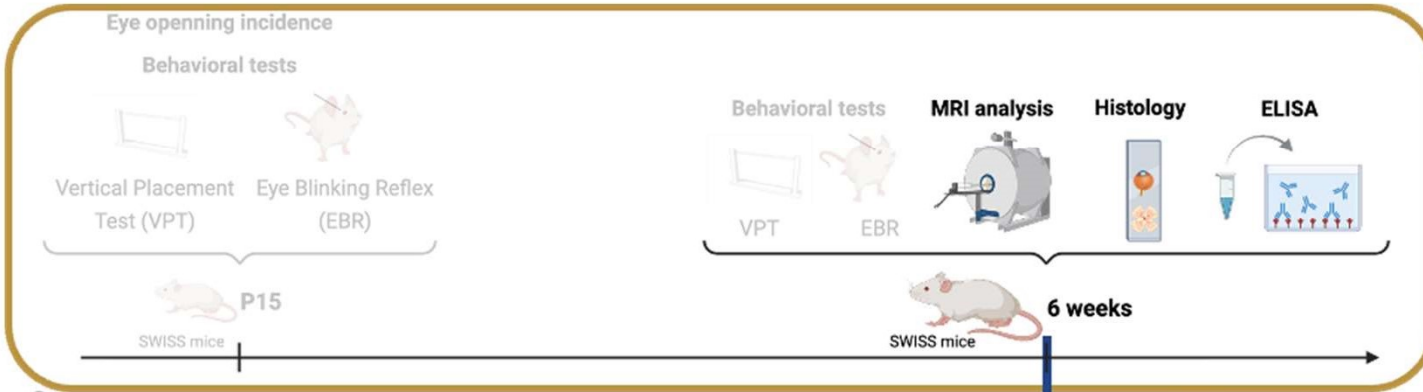 Eye openning incidence
Behavioral tests
Vertical Placement
Test (VPT)
Eye Blinking Reflex
(EBR)
P15
SWISS mice
Behavioral tests
VPT
EBR
MRI analysis
Histology
ELISA
6 weeks
SWISS mice